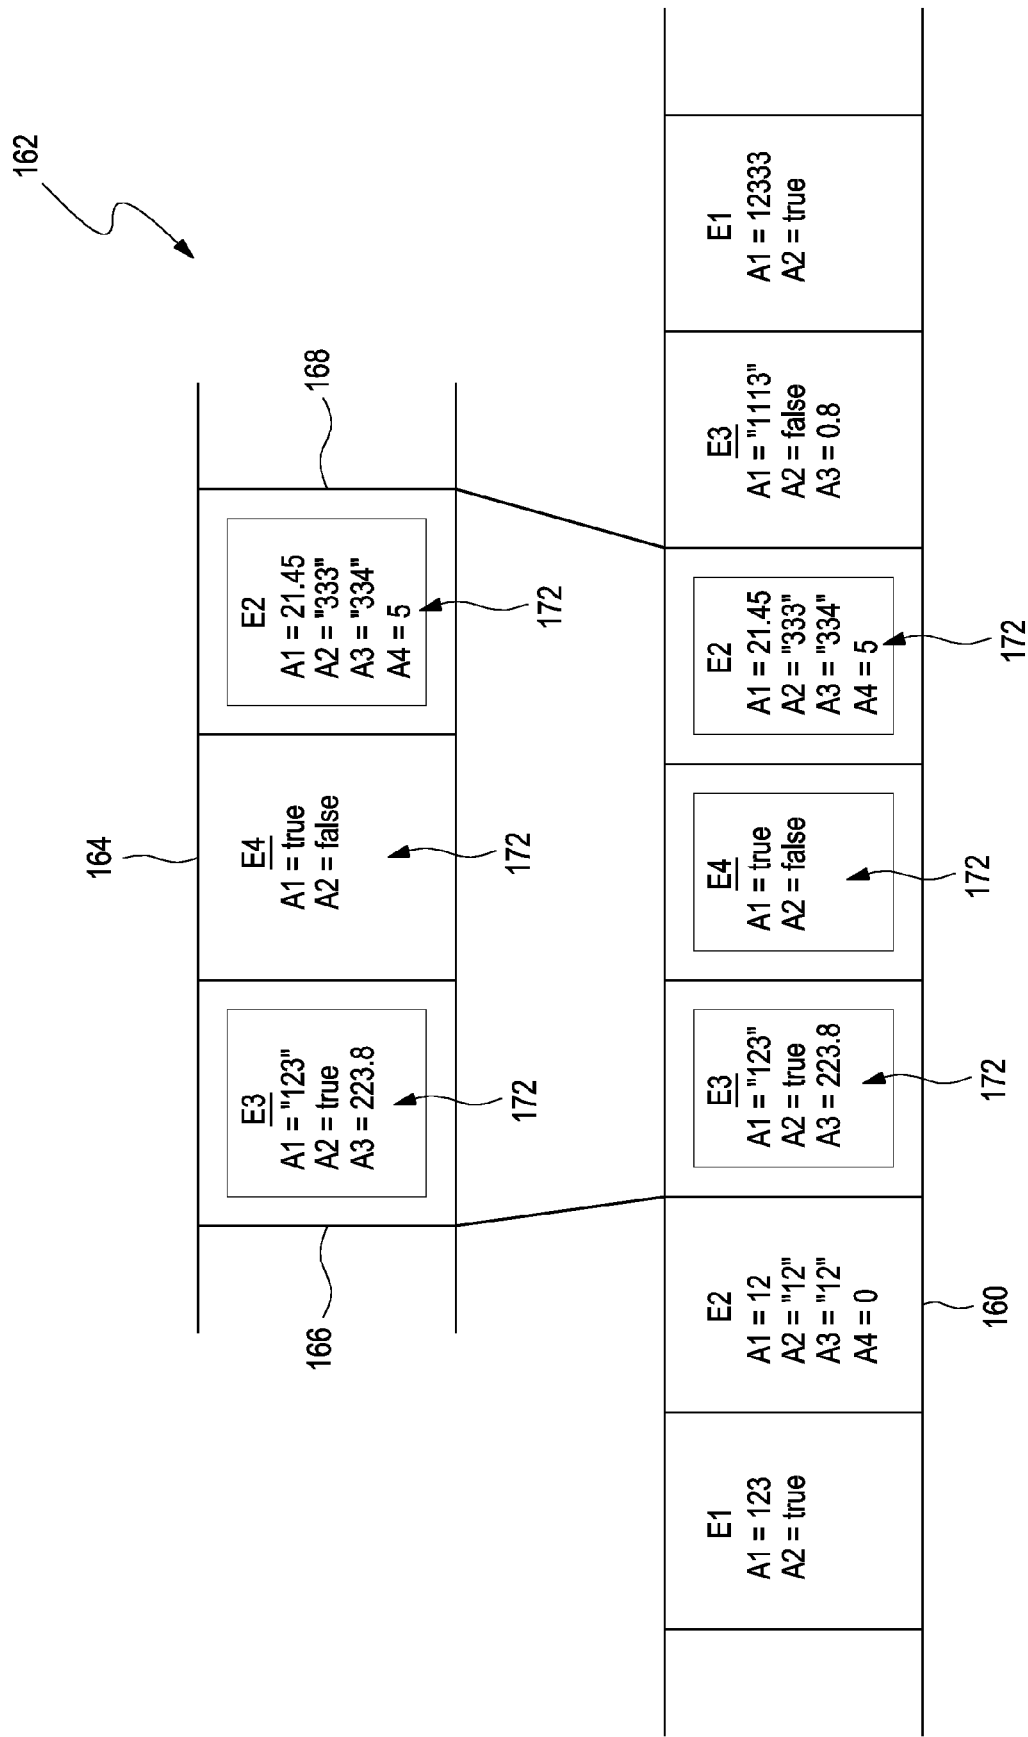 162
164
166
E3
A1 = "123"
A2 = true
A3 = 223.8
172
E4
A1 = true
A2 = false
172
E2
A1 = 21.45
A2 = "333"
A3 = "334"
A4 = 5
172
168
E1
A1 = 123
A2 = true
E2
A1 = 12
A2 = "12"
A3 = "12"
A4 = 0
160
E3
A1 = "123"
A2 = true
A3 = 223.8
172
E4
A1 = true
A2 = false
172
E2
A1 = 21.45
A2 = "333"
A3 = "334"
A4 = 5
172
E3
A1 = "1113"
A2 = false
A3 = 0.8
E1
A1 = 12333
A2 = true